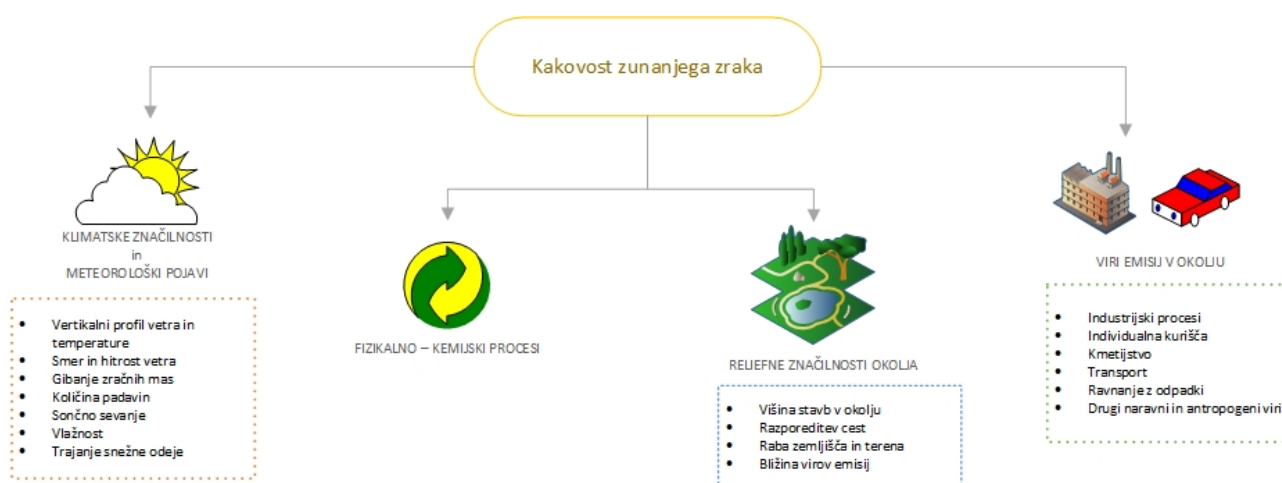 Kakovost zunanjega zraka
KLIMATSKE ZNAČILNOSTI
in
METEOROLOŠKI POJAVI
• Vertikalni profil vetra in
temperature
• Smer in hitrost vetra
• Gibanje zračnih mas
• Količina padavin
• Sončno sevanje
• Vlažnost
• Trajanje snežne odeje
FIZIKALNO – KEMIJSKI PROCESI
RELIEFNE ZNAČILNOSTI OKOLJA
• Višina stavb v okolju
• Razporeditev cest
• Raba zemljišča in terena
• Bližina virov emisij
VIRI EMISIJ V OKOLJU
• Industrijski procesi
• Individualna kurišča
• Kmetijstvo
• Transport
• Ravnanje z odpadki
• Drugi naravni in antropogeni viri